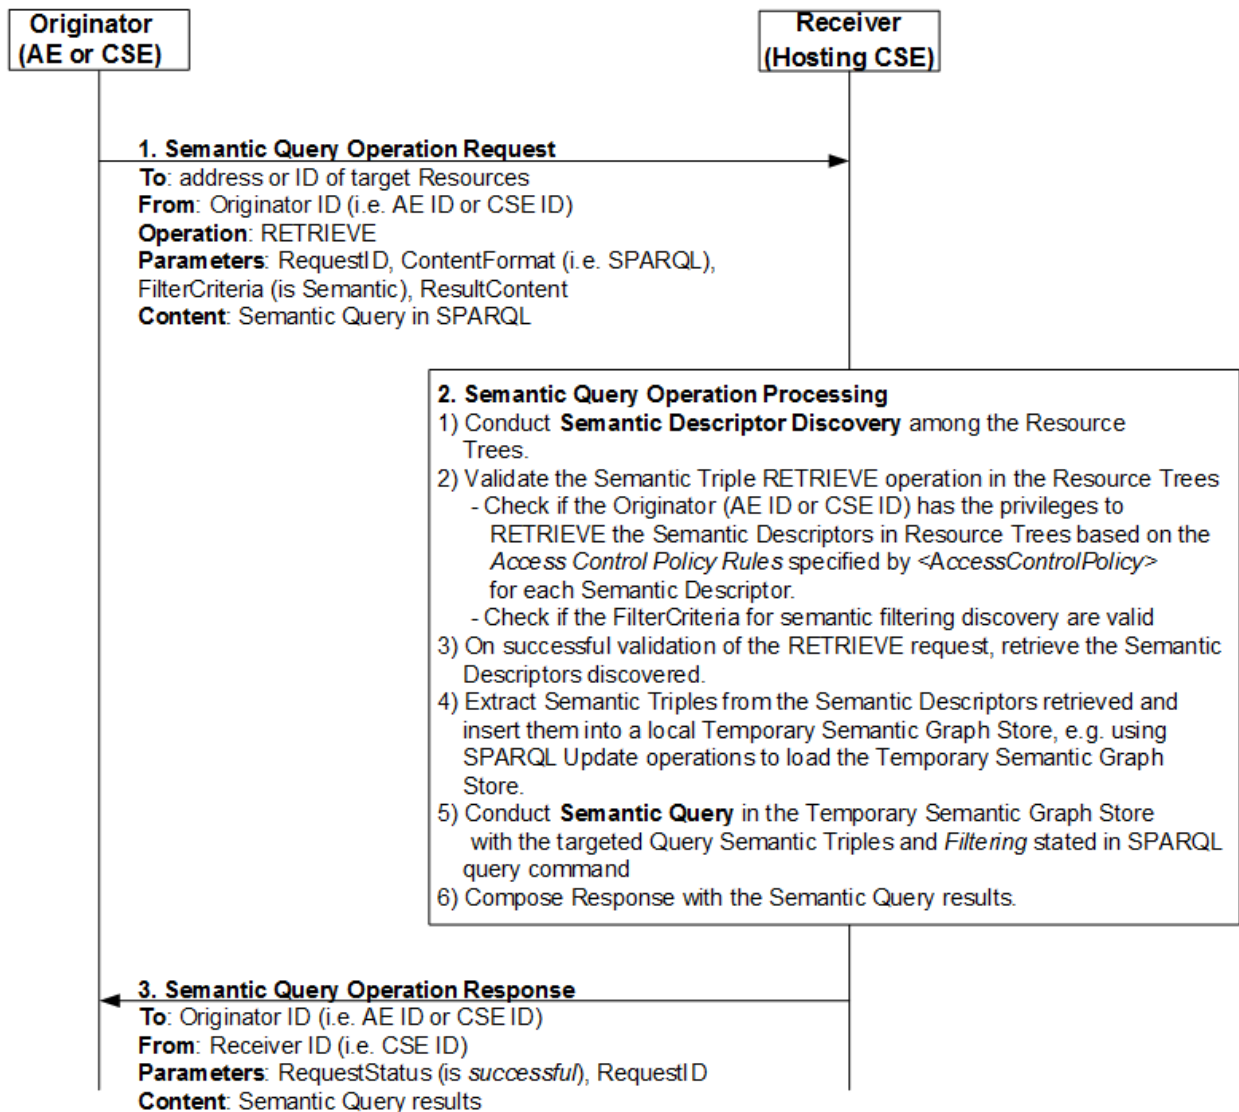 Originator
(AE or CSE)
Receiver
(Hosting CSE)
1. Semantic Query Operation Request
To: address or ID of target Resources
From: Originator ID (i.e. AE ID or CSE ID)
Operation: RETRIEVE
Parameters: RequestID, ContentFormat (i.e. SPARQL),
FilterCriteria (is Semantic), ResultContent
Content: Semantic Query in SPARQL
2. Semantic Query Operation Processing
1) Conduct Semantic Descriptor Discovery among the Resource
Trees.
2) Validate the Semantic Triple RETRIEVE operation in the Resource Trees
- Check if the Originator (AE ID or CSE ID) has the privileges to
RETRIEVE the Semantic Descriptors in Resource Trees based on the
Access Control Policy Rules specified by <AccessControlPolicy>
for each Semantic Descriptor.
- Check if the FilterCriteria for semantic filtering discovery are valid
3) On successful validation of the RETRIEVE request, retrieve the Semantic
Descriptors discovered.
4) Extract Semantic Triples from the Semantic Descriptors retrieved and
insert them into a local Temporary Semantic Graph Store, e.g. using
SPARQL Update operations to load the Temporary Semantic Graph
Store.
5) Conduct Semantic Query in the Temporary Semantic Graph Store
with the targeted Query Semantic Triples and Filtering stated in SPARQL
query command
6) Compose Response with the Semantic Query results.
3. Semantic Query Operation Response
To: Originator ID (i.e. AE ID or CSE ID)
From: Receiver ID (i.e. CSE ID)
Parameters: RequestStatus (is successful), RequestID
Content: Semantic Query results